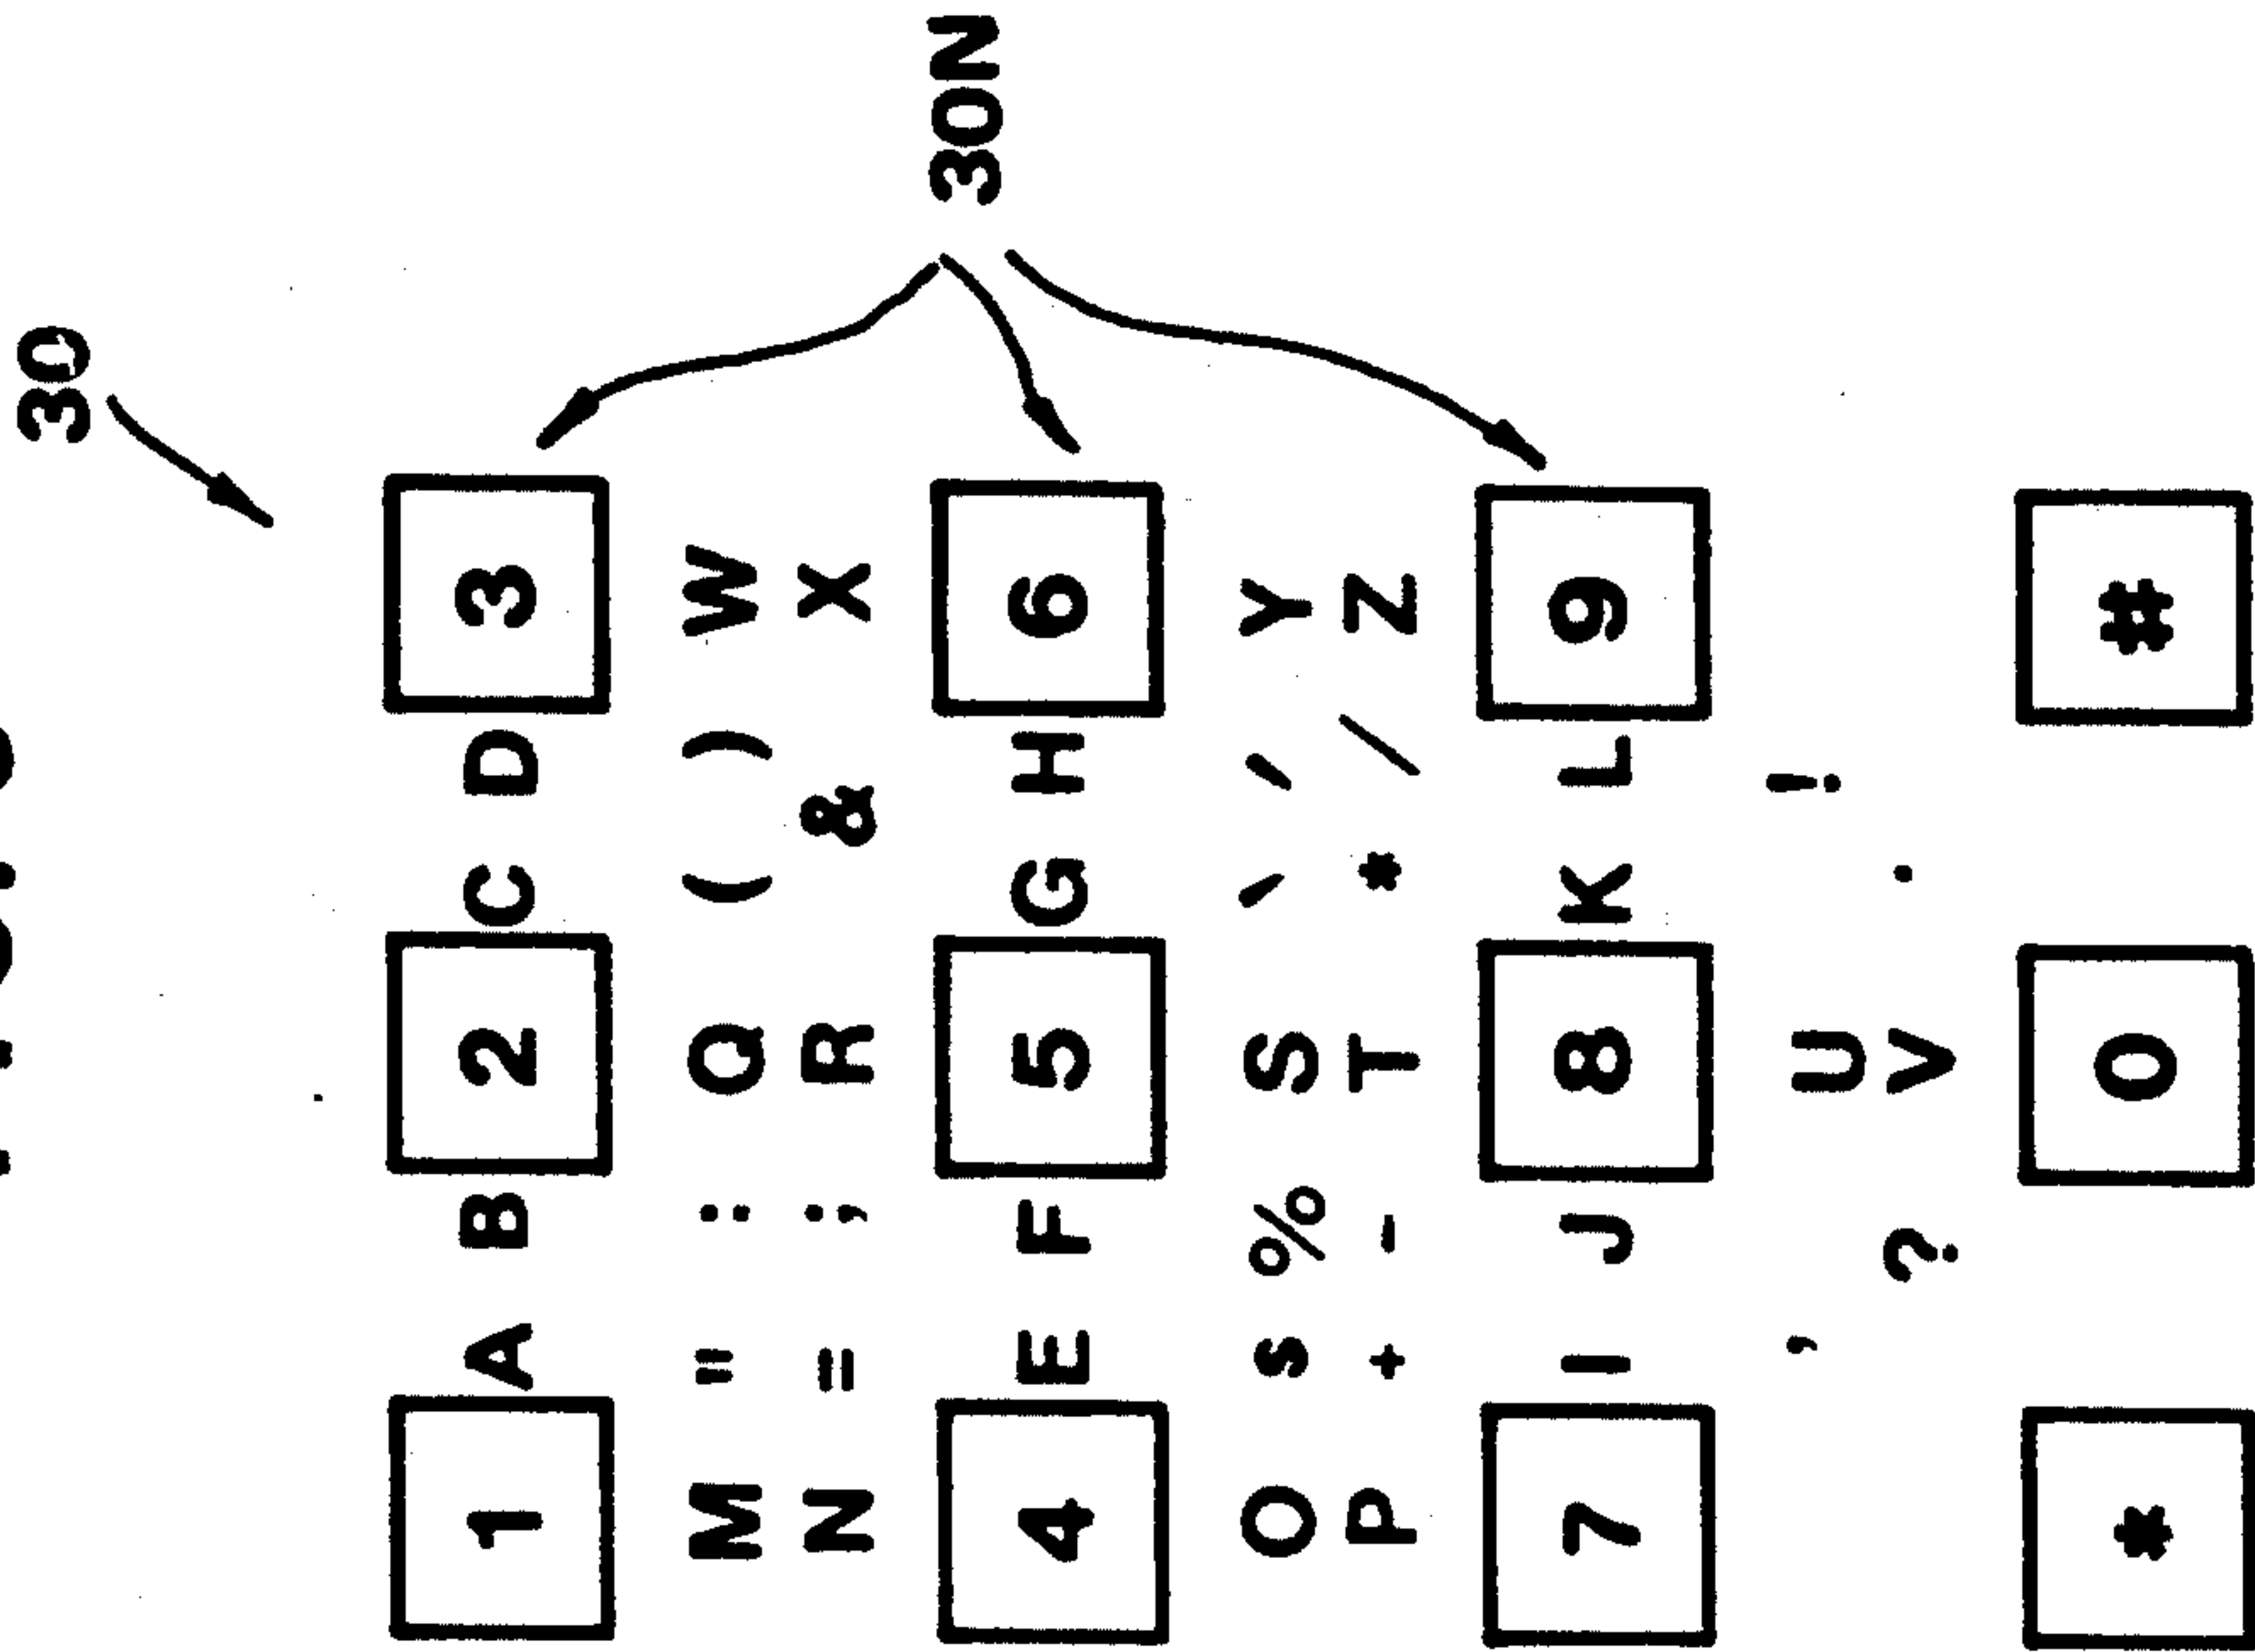 30
1 A B 2 C D 3
M " : Q ( ) W
N = ; R & X
30N
4 E F 5 G H 6
O s % S ` ´ Y
P + - T * / Z
7 I J 8 K L 9
, U !
? V .
* 0 #